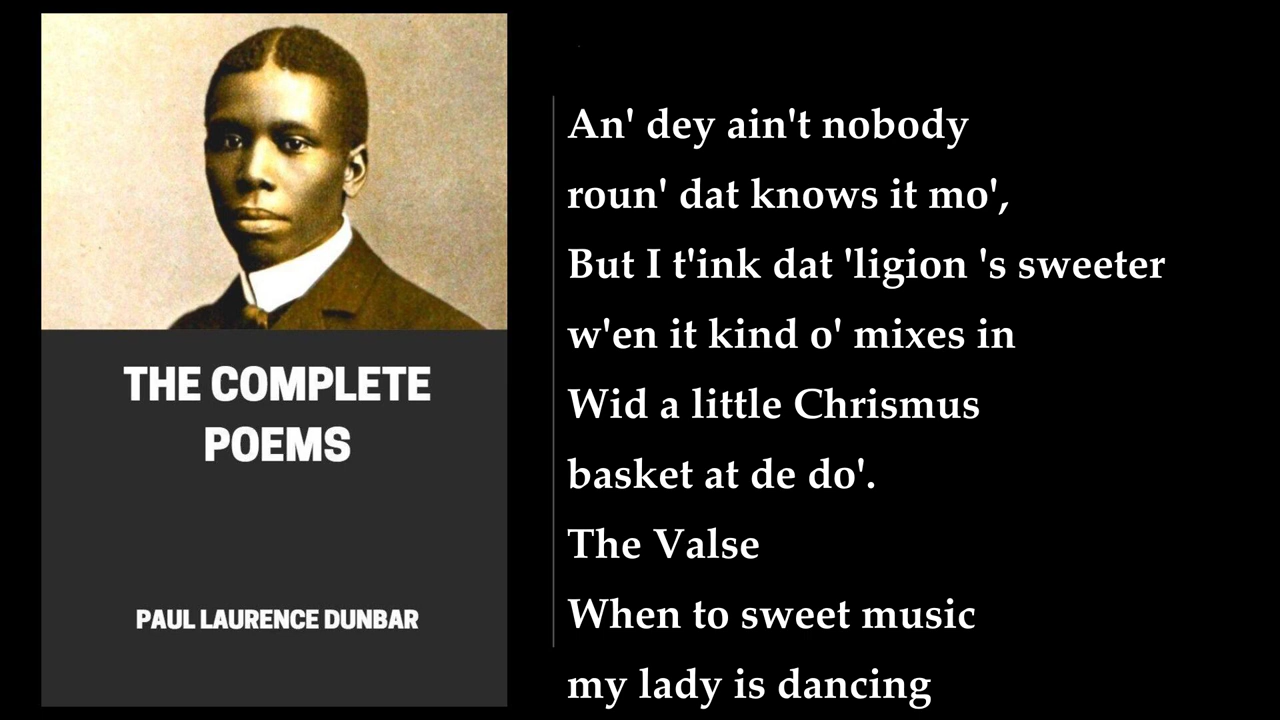 THE COMPLETE
POEMS
PAUL LAURENCE DUNBAR
An' dey ain't nobody
roun' dat knows it mo',
But I t'ink dat 'ligion 's sweeter
w'en it kind o' mixes in
Wid a little Chrismus
basket at de do'.
The Valse
When to sweet music
my lady is dancing